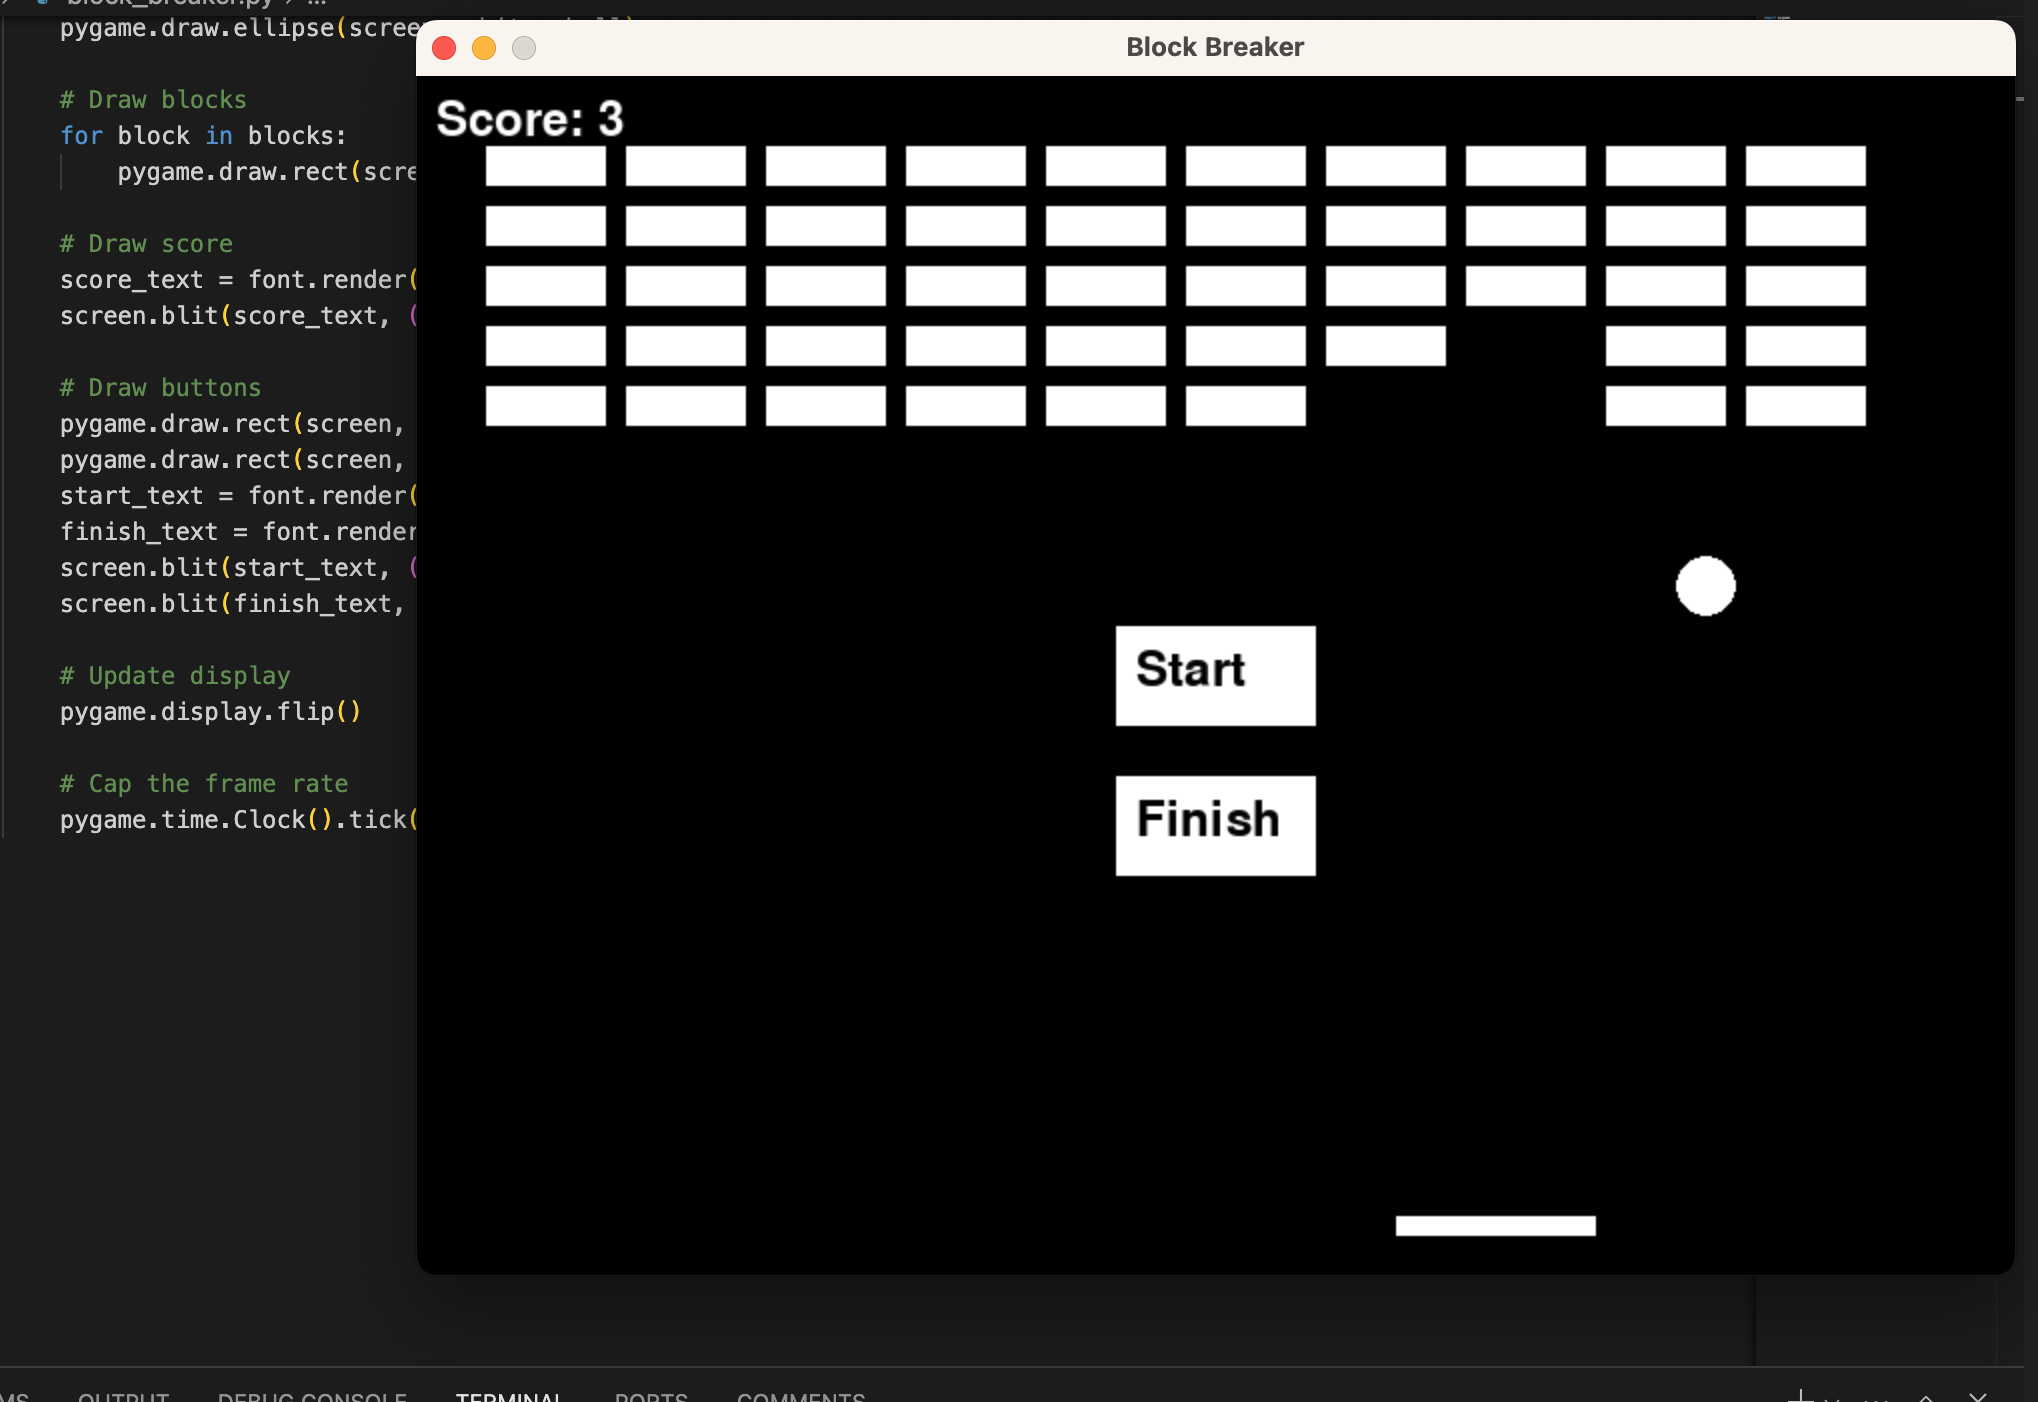 block_breaker.py
pygame.draw.ellipse(
# Draw blocks
for block in blocks:
pygame.draw.rect(
# Draw score
score_text = font.render(
screen.blit(score_text, (
# Draw buttons
pygame.draw.rect(screen,
pygame.draw.rect(screen,
start_text = font.render(
finish_text = font.render
screen.blit(start_text, (
screen.blit(finish_text,
# Update display
pygame.display.flip()
# Cap the frame rate
pygame.time.Clock().tick(
Block Breaker
Score: 3
Start
Finish
OUTPUT DEBUG CONSOLE TERMINAL PORTS COMMENTS